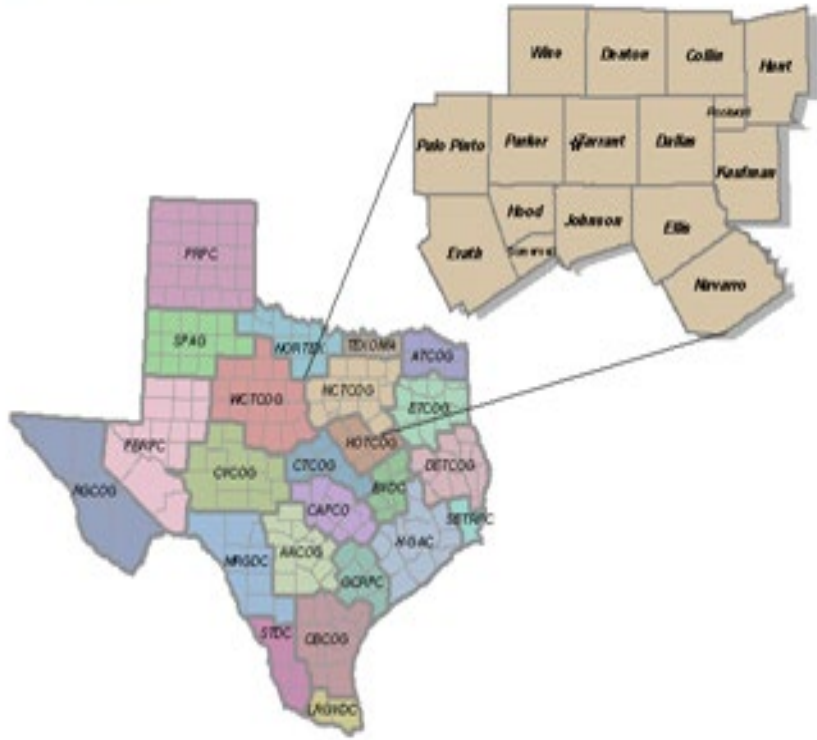 Wise
Denton
Collin
Hunt
Rockwall
Palo Pinto
Parker
Tarrant
Dallas
Kaufman
Hood
Johnson
Ellis
Erath
Somervell
Navarro
PRPC
SPAG
NORTEX
TEXOMA
ATCOG
WCTCOG
NCTCOG
ETCOG
PBRPC
HOTCOG
RGCOG
CVCOG
CTCOG
BVDC
DETCOG
CAPCO
SETRPC
H-GAC
MRGDC
AACOG
GCRPC
STDC
CBCOG
LRGVDC